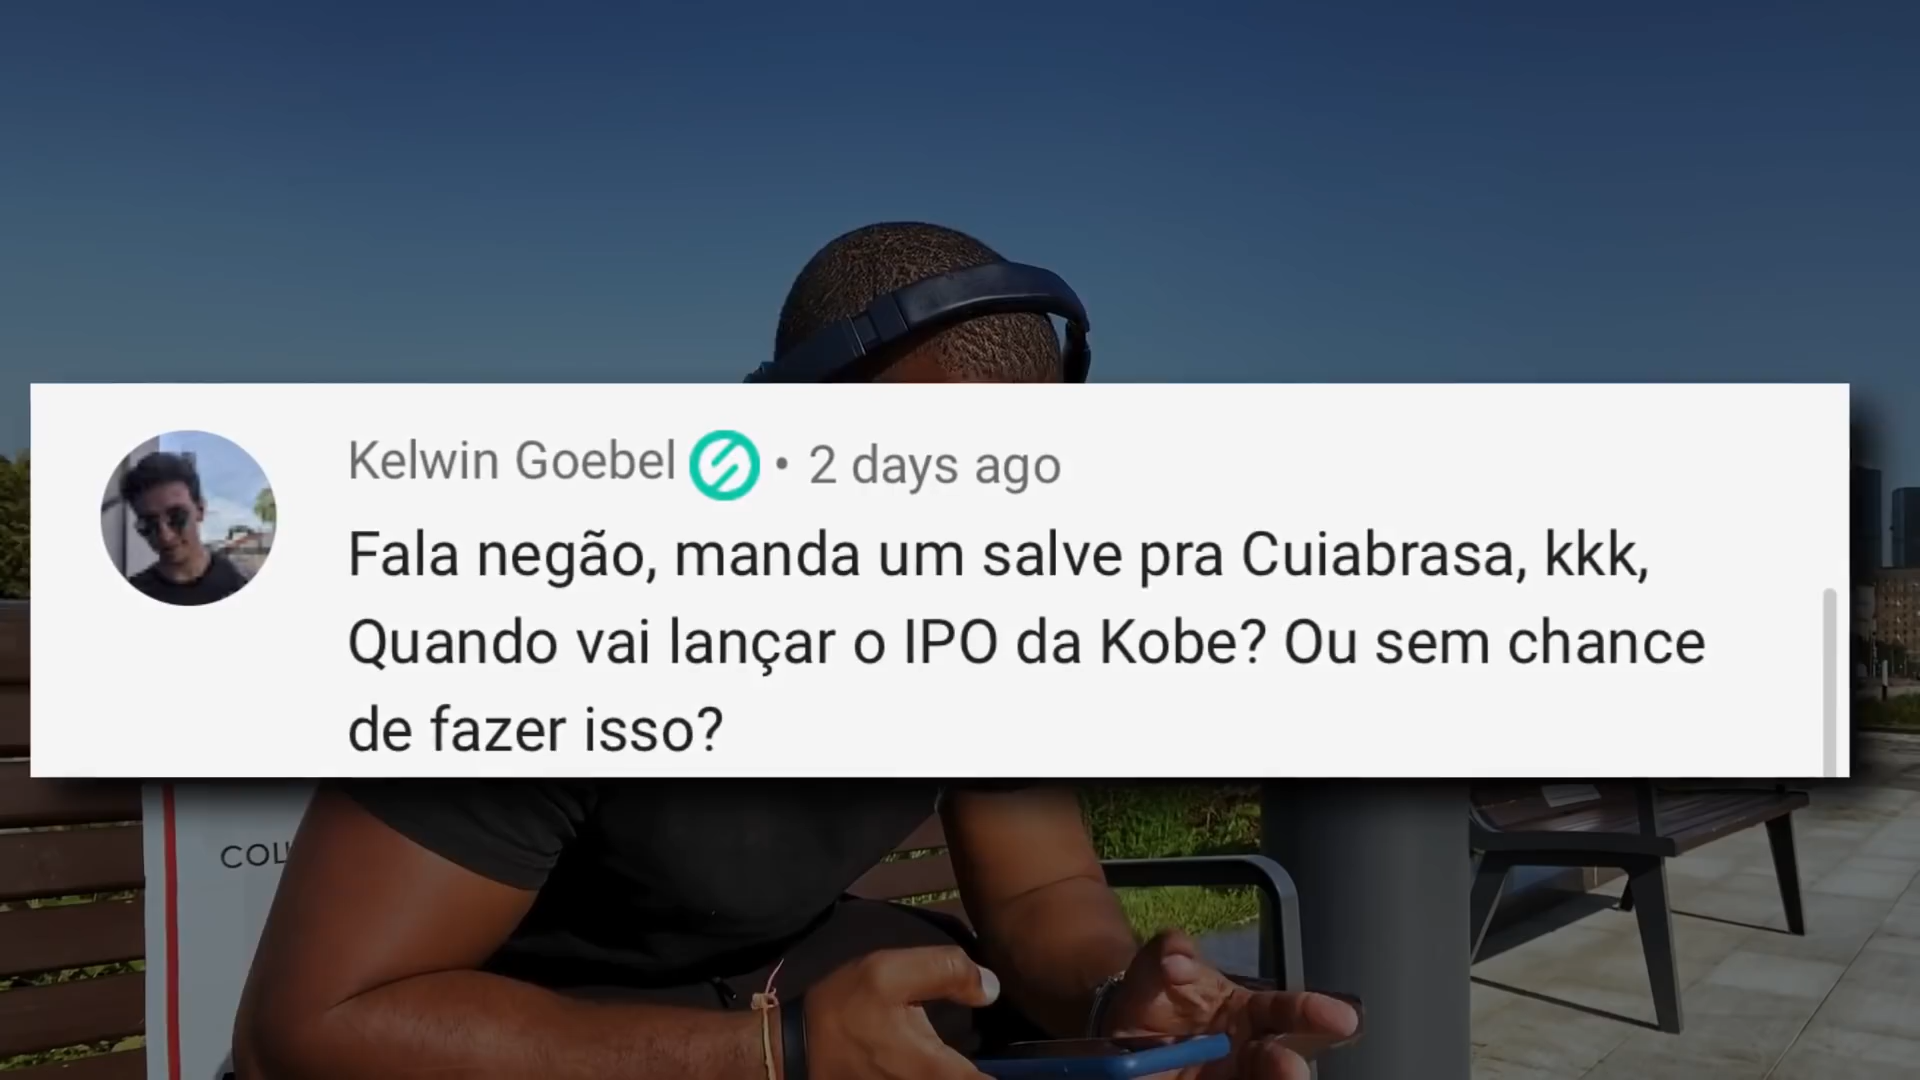 Kelwin Goebel • 2 days ago
Fala negão, manda um salve pra Cuiabrasa, kkk,
Quando vai lançar o IPO da Kobe? Ou sem chance
de fazer isso?
COLL